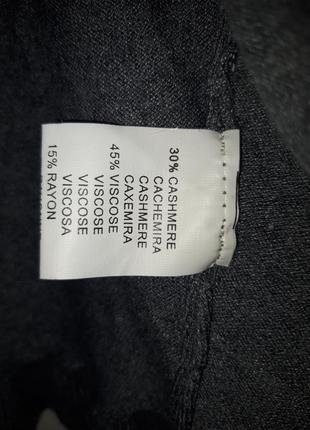 30% CASHMERE
CACHEMIRA
CASHMERE
CAXEMIRA
45% VISCOSE
VISCOSE
VISCOSE
VISCOSA
15% RAYON